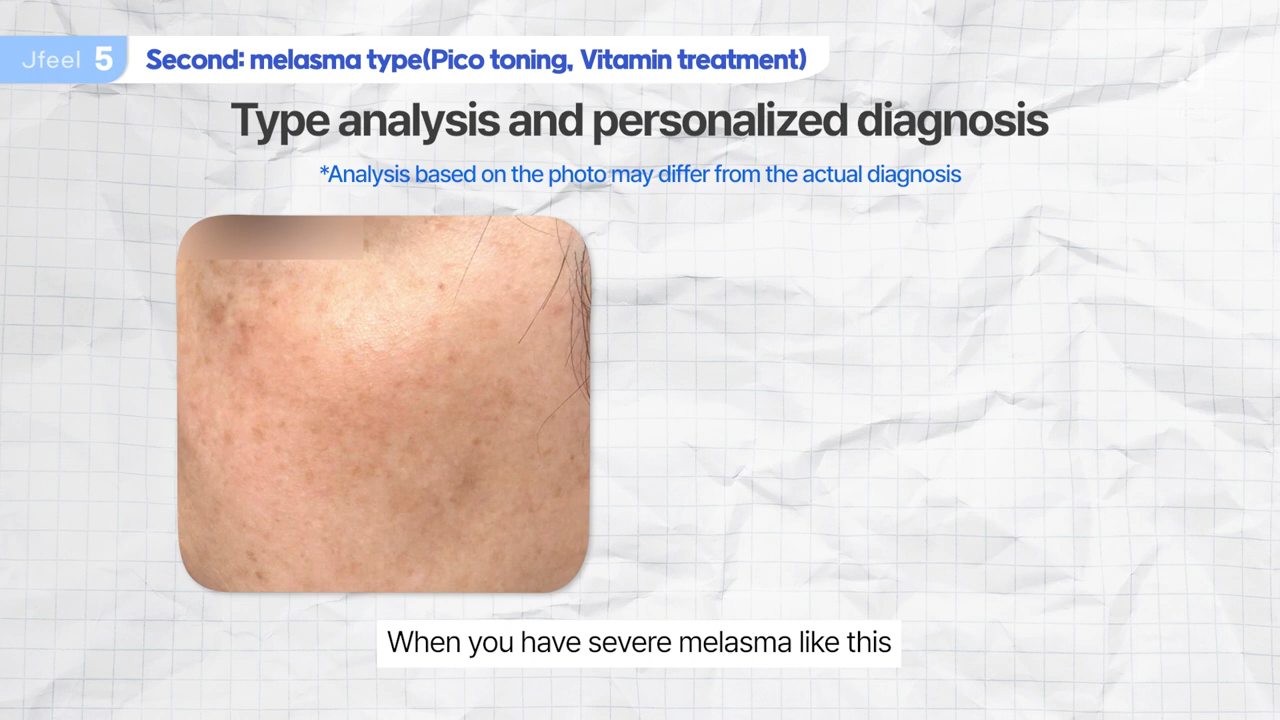 Jfeel 5 Second: melasma type(Pico toning, Vitamin treatment)
Type analysis and personalized diagnosis
*Analysis based on the photo may differ from the actual diagnosis
When you have severe melasma like this